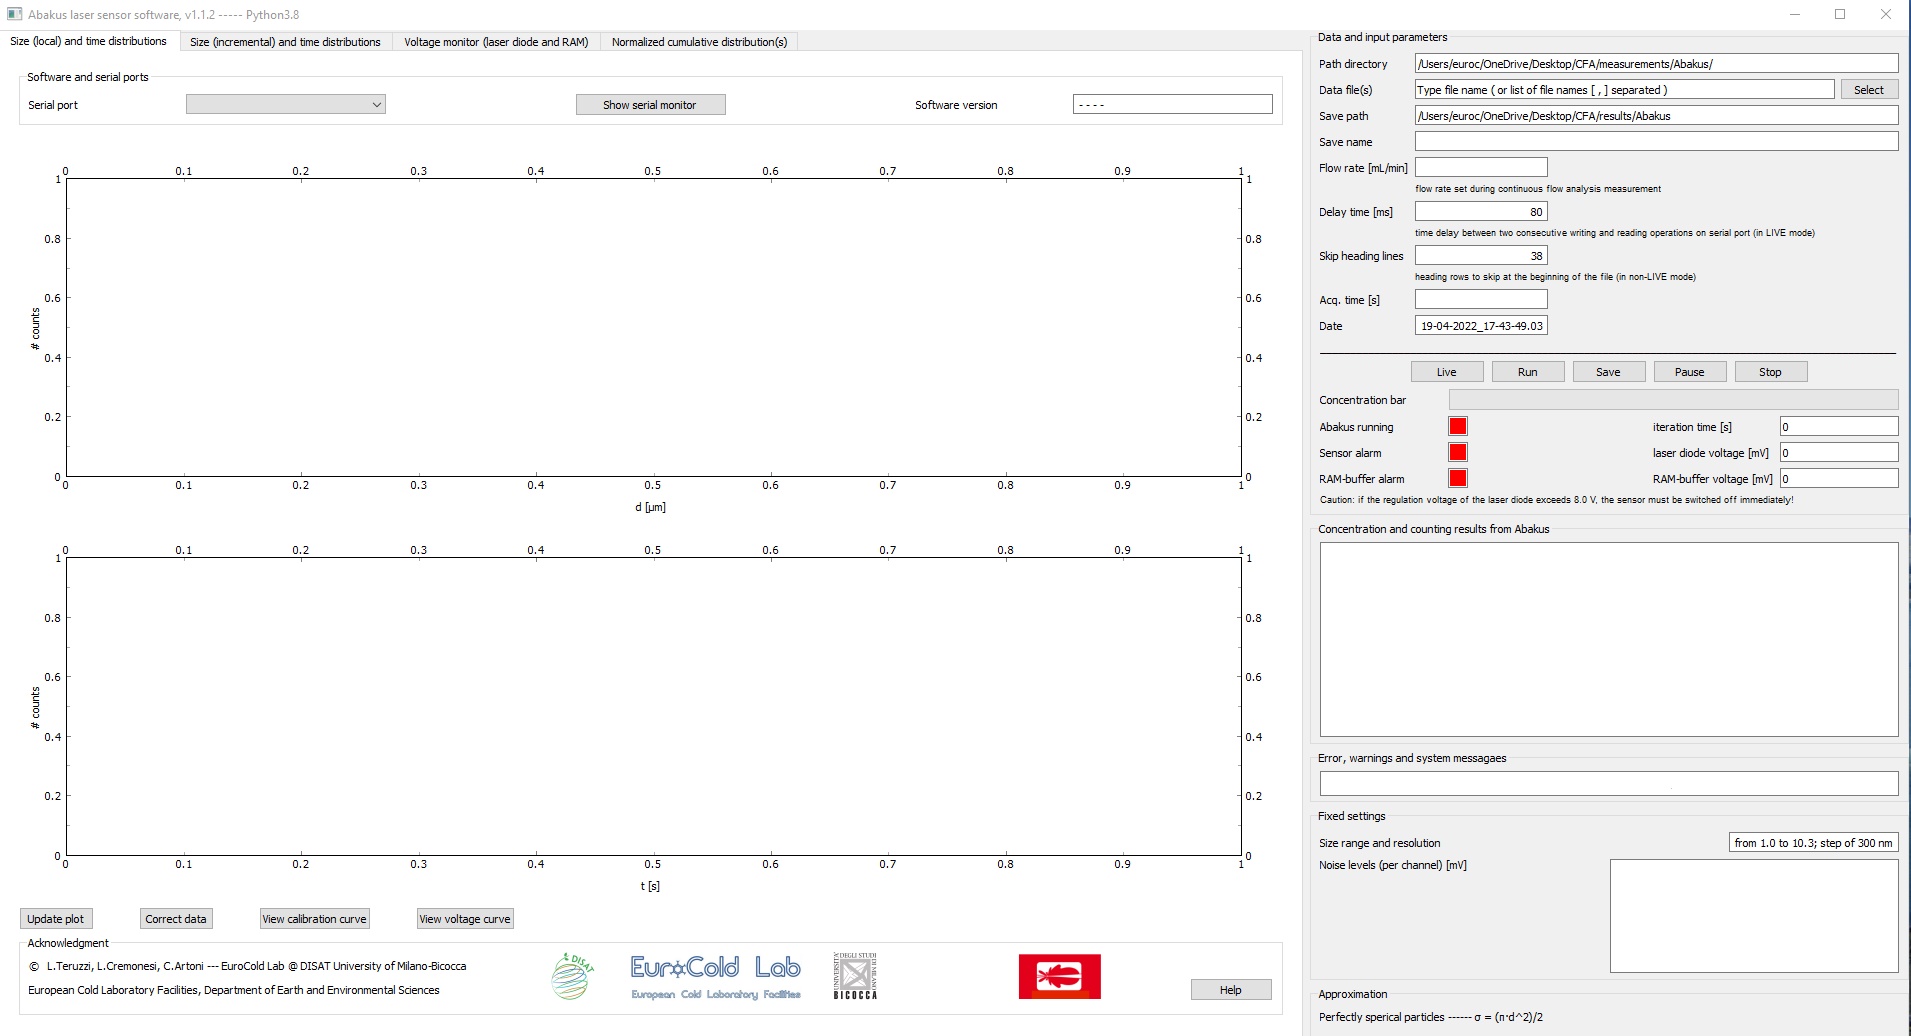 Abakus laser sensor software, v1.1.2 ----- Python3.8
Size (local) and time distributions
Size (incremental) and time distributions
Voltage monitor (laser diode and RAM)
Normalized cumulative distribution(s)
Software and serial ports
Serial port
Show serial monitor
Software version
- - - -
0 0.1 0.2 0.3 0.4 0.5 0.6 0.7 0.8 0.9 1
1 1
0.8 0.8
0.6 0.6
# counts
0.4 0.4
0.2 0.2
0 0
0 0.1 0.2 0.3 0.4 0.5 0.6 0.7 0.8 0.9 1
d [µm]
0 0.1 0.2 0.3 0.4 0.5 0.6 0.7 0.8 0.9 1
1 1
0.8 0.8
0.6 0.6
# counts
0.4 0.4
0.2 0.2
0 0
0 0.1 0.2 0.3 0.4 0.5 0.6 0.7 0.8 0.9 1
t [s]
Update plot
Correct data
View calibration curve
View voltage curve
Acknowledgment
© L.Teruzzi, L.Cremonesi, C.Artoni --- EuroCold Lab @ DISAT University of Milano-Bicocca
European Cold Laboratory Facilities, Department of Earth and Environmental Sciences
DISAT
EuroCold Lab
European Cold Laboratory Facilities
UNIVERSITA' DEGLI STUDI DI MILANO
BICOCCA
Help
Data and input parameters
Path directory /Users/euroc/OneDrive/Desktop/CFA/measurements/Abakus/
Data file(s) Type file name ( or list of file names [ , ] separated ) Select
Save path /Users/euroc/OneDrive/Desktop/CFA/results/Abakus
Save name
Flow rate [mL/min]
flow rate set during continuous flow analysis measurement
Delay time [ms] 80
time delay between two consecutive writing and reading operations on serial port (in LIVE mode)
Skip heading lines 38
heading rows to skip at the beginning of the file (in non-LIVE mode)
Acq. time [s]
Date 19-04-2022_17-43-49.03
Live Run Save Pause Stop
Concentration bar
Abakus running iteration time [s] 0
Sensor alarm laser diode voltage [mV] 0
RAM-buffer alarm RAM-buffer voltage [mV] 0
Caution: if the regulation voltage of the laser diode exceeds 8.0 V, the sensor must be switched off immediately!
Concentration and counting results from Abakus
Error, warnings and system messagaes
Fixed settings
Size range and resolution from 1.0 to 10.3; step of 300 nm
Noise levels (per channel) [mV]
Approximation
Perfectly sperical particles ------ σ = (π·d^2)/2